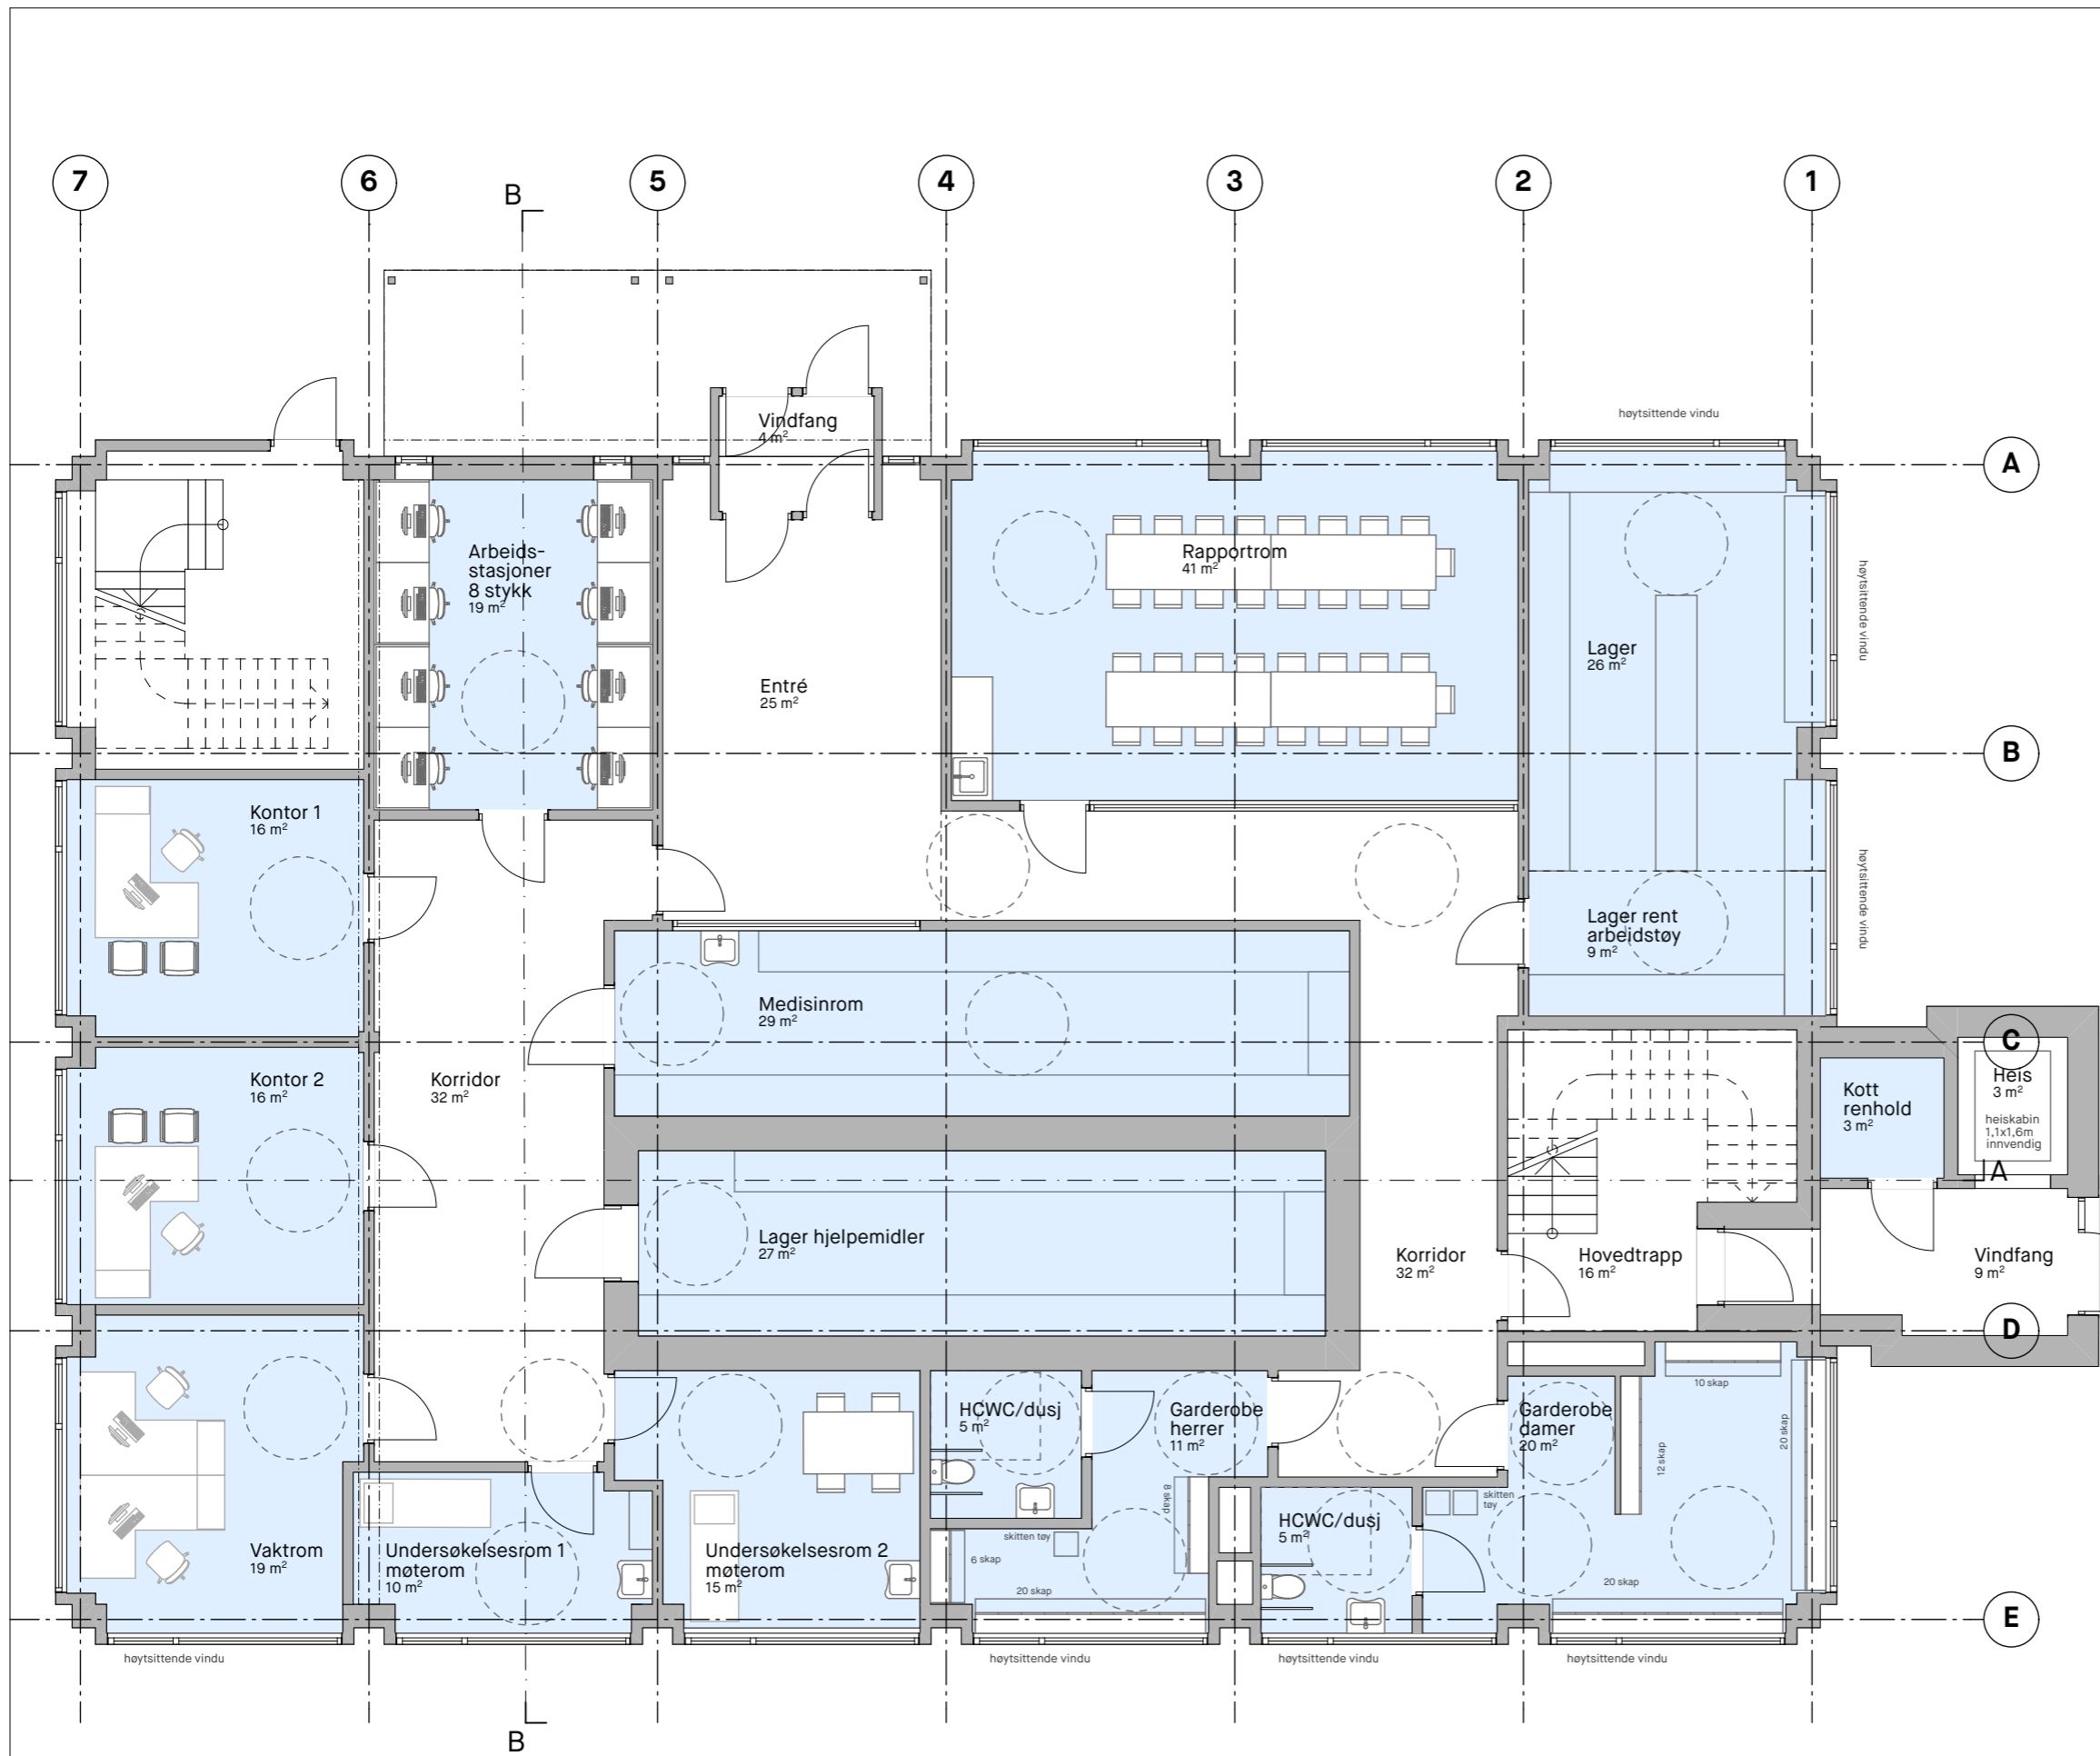 7
6
5
4
3
2
1
B
A
B
C
D
E
Vindfang
4 m²
høytsittende vindu
Arbeids-
stasjoner
8 stykk
19 m²
Rapportrom
41 m²
høytsittende vindu
Lager
26 m²
Entré
25 m²
Kontor 1
16 m²
høytsittende vindu
Lager rent
arbeidstøy
9 m²
Medisinrom
29 m²
Kontor 2
16 m²
Korridor
32 m²
Kott
renhold
3 m²
Heis
3 m²
heiskabin
1,1x1,6m
innvendig
A
Lager hjelpemidler
27 m²
Korridor
32 m²
Hovedtrapp
16 m²
Vindfang
9 m²
10 skap
HCWC/dusj
5 m²
Garderobe
herrer
11 m²
Garderobe
damer
20 m²
12 skap
20 skap
8 skap
skitten
tøy
HCWC/dusj
5 m²
skitten tøy
Vaktrom
19 m²
Undersøkelsesrom 1
møterom
10 m²
Undersøkelsesrom 2
møterom
15 m²
6 skap
20 skap
20 skap
høytsittende vindu
høytsittende vindu
høytsittende vindu
høytsittende vindu
B